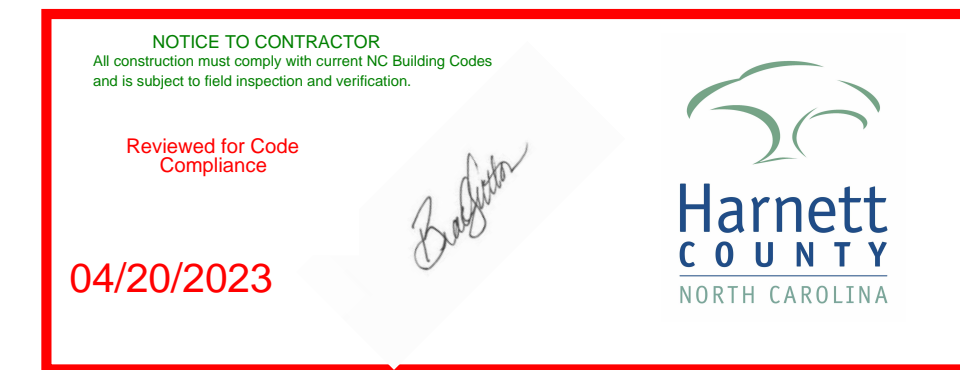 NOTICE TO CONTRACTOR
All construction must comply with current NC Building Codes
and is subject to field inspection and verification.
Reviewed for Code
Compliance
04/20/2023
Harnett
COUNTY
NORTH CAROLINA